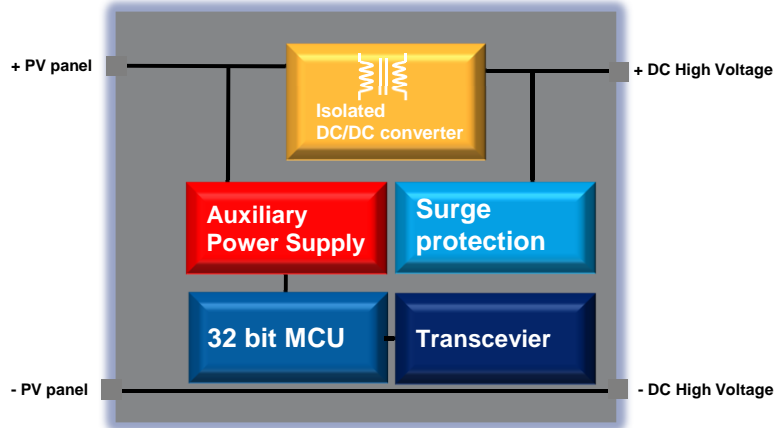 + PV panel
Isolated
DC/DC converter
+ DC High Voltage
Auxiliary
Power Supply
Surge
protection
32 bit MCU
Transcevier
- PV panel
- DC High Voltage